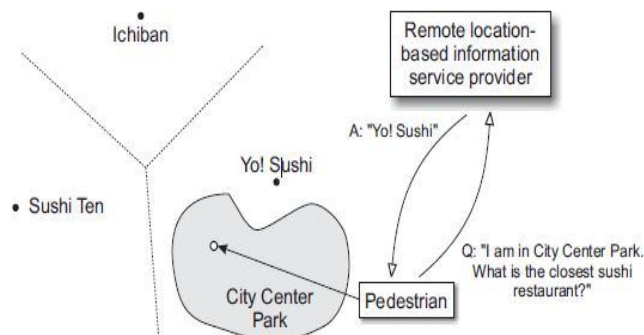 Ichiban
Remote location-
based information
service provider
A: "Yo! Sushi"
Yo! Sushi
Sushi Ten
Q: "I am in City Center Park.
What is the closest sushi
restaurant?"
City Center
Park
Pedestrian